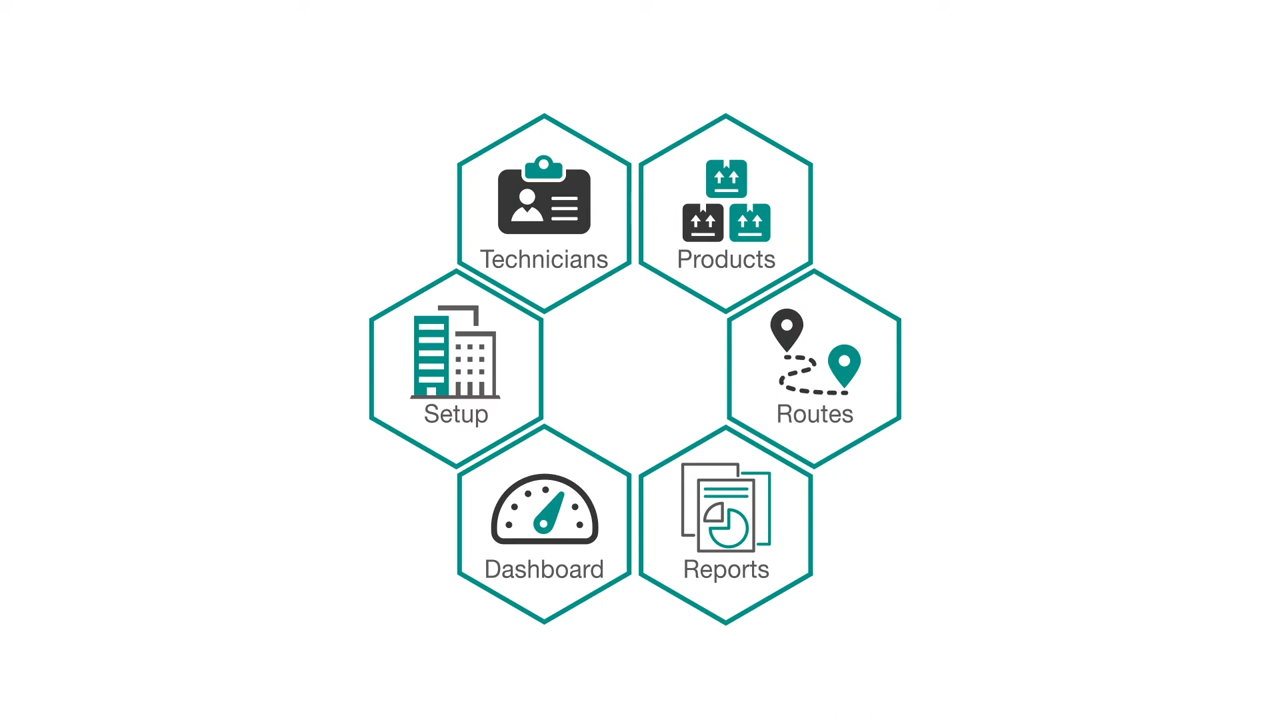 Technicians
Products
Setup
Routes
Dashboard
Reports